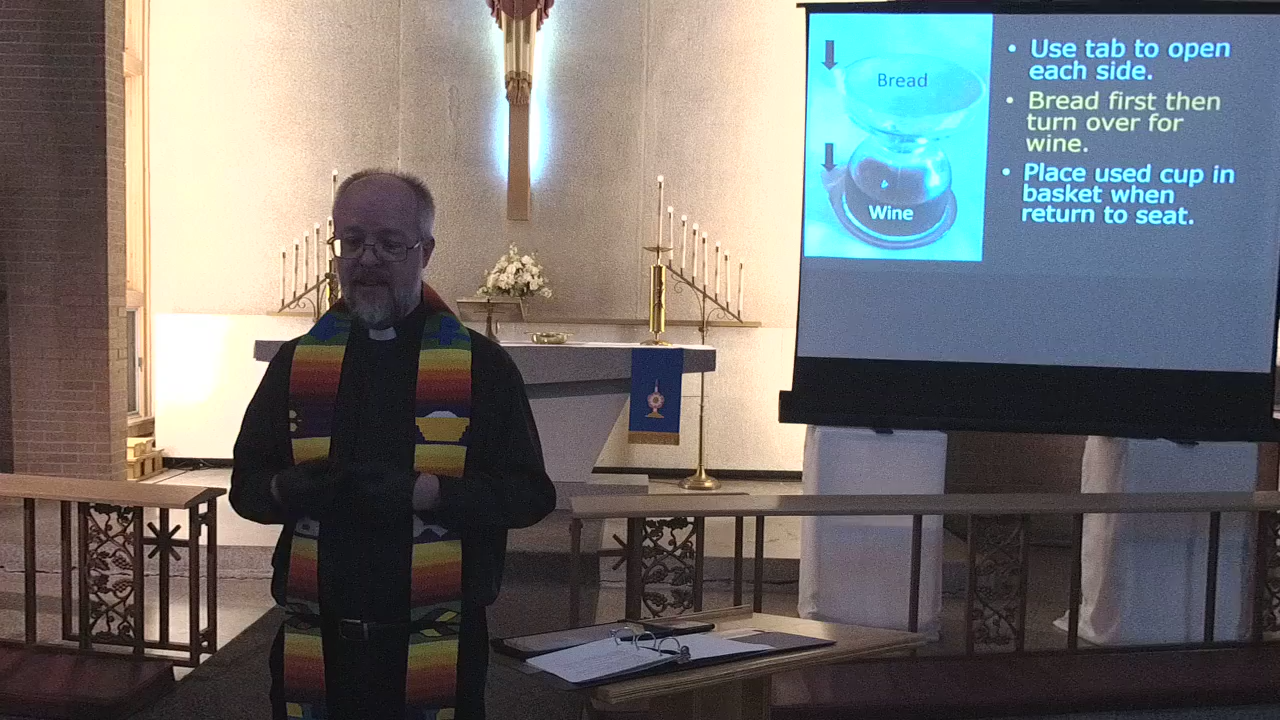 Bread
Wine
• Use tab to open
each side.
• Bread first then
turn over for
wine.
• Place used cup in
basket when
return to seat.